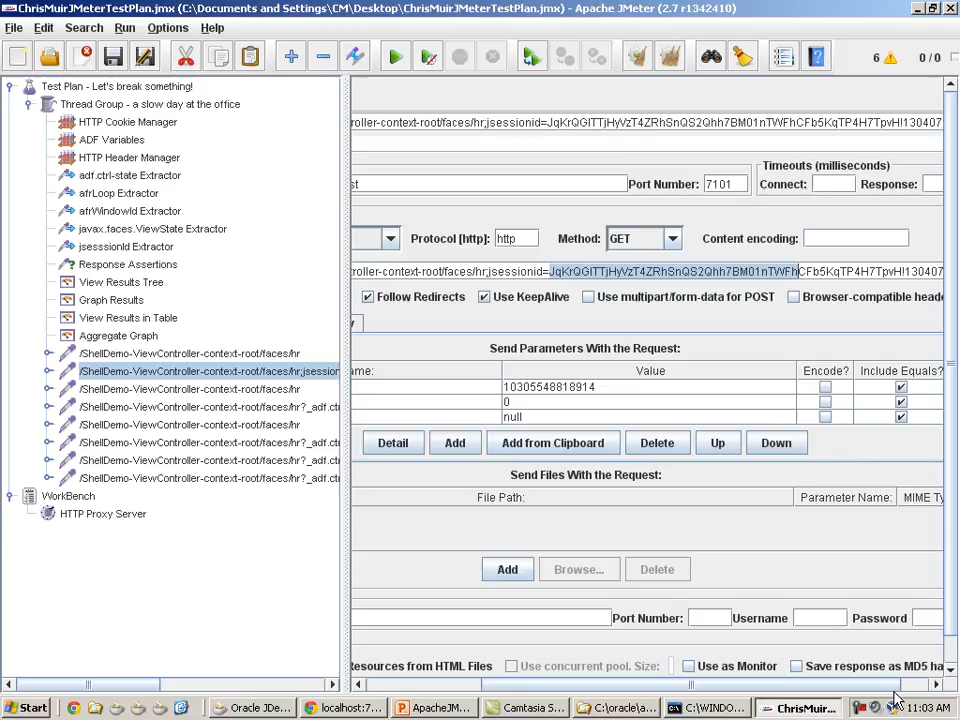 ChrisMuirJMeterTestPlan.jmx (C:\Documents and Settings\CM\Desktop\ChrisMuirJMeterTestPlan.jmx) - Apache JMeter (2.7 r1342410)
File Edit Search Run Options Help
6 0 / 0
Test Plan - Let's break something!
Thread Group - a slow day at the office
HTTP Cookie Manager
ADF Variables
HTTP Header Manager
adf.ctrl-state Extractor
afrLoop Extractor
afrWindowId Extractor
javax.faces.ViewState Extractor
jsesssionId Extractor
Response Assertions
View Results Tree
Graph Results
View Results in Table
Aggregate Graph
/ShellDemo-ViewController-context-root/faces/hr
/ShellDemo-ViewController-context-root/faces/hr;jsession
/ShellDemo-ViewController-context-root/faces/hr
/ShellDemo-ViewController-context-root/faces/hr?_adf.ctr
/ShellDemo-ViewController-context-root/faces/hr
/ShellDemo-ViewController-context-root/faces/hr?_adf.ctr
/ShellDemo-ViewController-context-root/faces/hr?_adf.ctr
/ShellDemo-ViewController-context-root/faces/hr?_adf.ctr
WorkBench
HTTP Proxy Server
roller-context-root/faces/hr;jsessionid=JqKrQGlTTjHyVzT4ZRhSnQS2Qhh7BM01nTWFhCFb5KqTP4H7TpvH!130407
Timeouts (milliseconds)
st Port Number: 7101 Connect: Response:
Protocol [http]: http Method: GET Content encoding:
roller-context-root/faces/hr;jsessionid=JqKrQGlTTjHyVzT4ZRhSnQS2Qhh7BM01nTWFhCFb5KqTP4H7TpvH!130407
Follow Redirects Use KeepAlive Use multipart/form-data for POST Browser-compatible heade
Send Parameters With the Request:
ame: Value Encode? Include Equals?
10305548818914
0
null
Detail Add Add from Clipboard Delete Up Down
Send Files With the Request:
File Path: Parameter Name: MIME Ty
Add Browse... Delete
Port Number: Username Password
Resources from HTML Files Use concurrent pool. Size: Use as Monitor Save response as MD5 ha
Start Oracle JDe... localhost:7... ApacheJM... Camtasia S... C:\oracle\a... C:\WINDO... ChrisMuir... 11:03 AM